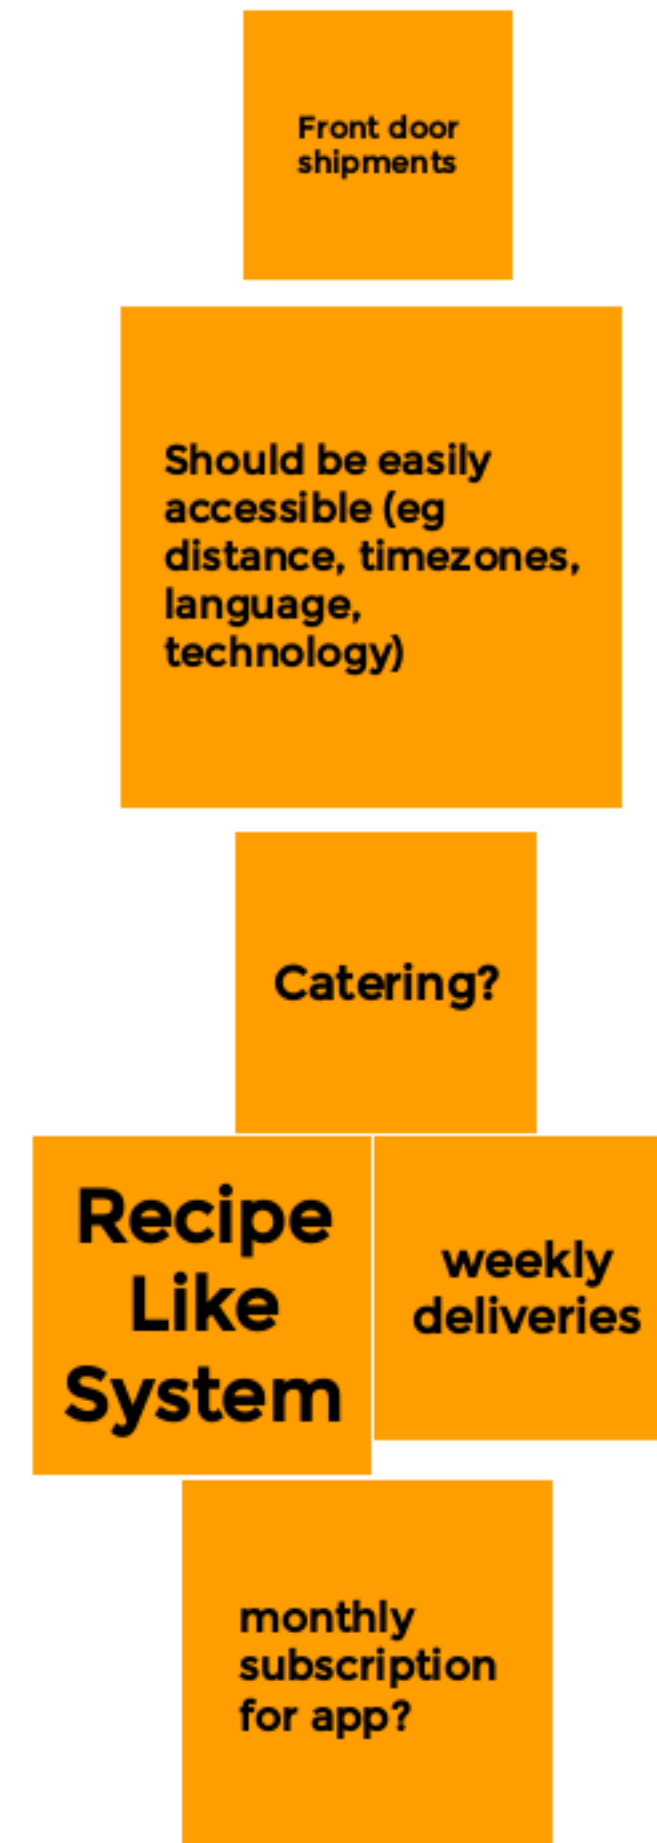 Front door
shipments
Should be easily
accessible (eg
distance, timezones,
language,
technology)
Catering?
Recipe
Like
System
weekly
deliveries
monthly
subscription
for app?